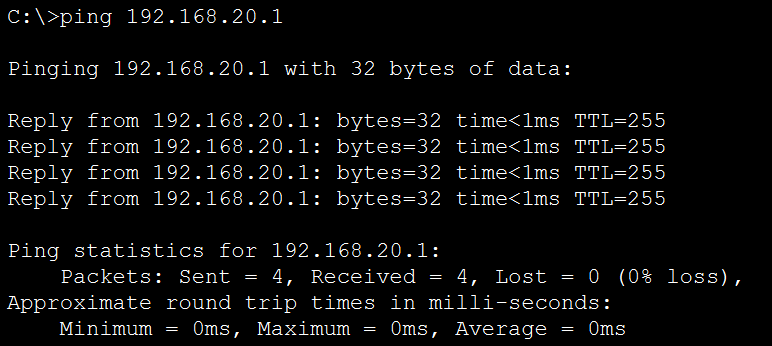 C:\>ping 192.168.20.1
Pinging 192.168.20.1 with 32 bytes of data:
Reply from 192.168.20.1: bytes=32 time<1ms TTL=255
Reply from 192.168.20.1: bytes=32 time<1ms TTL=255
Reply from 192.168.20.1: bytes=32 time<1ms TTL=255
Reply from 192.168.20.1: bytes=32 time<1ms TTL=255
Ping statistics for 192.168.20.1:
    Packets: Sent = 4, Received = 4, Lost = 0 (0% loss),
Approximate round trip times in milli-seconds:
    Minimum = 0ms, Maximum = 0ms, Average = 0ms